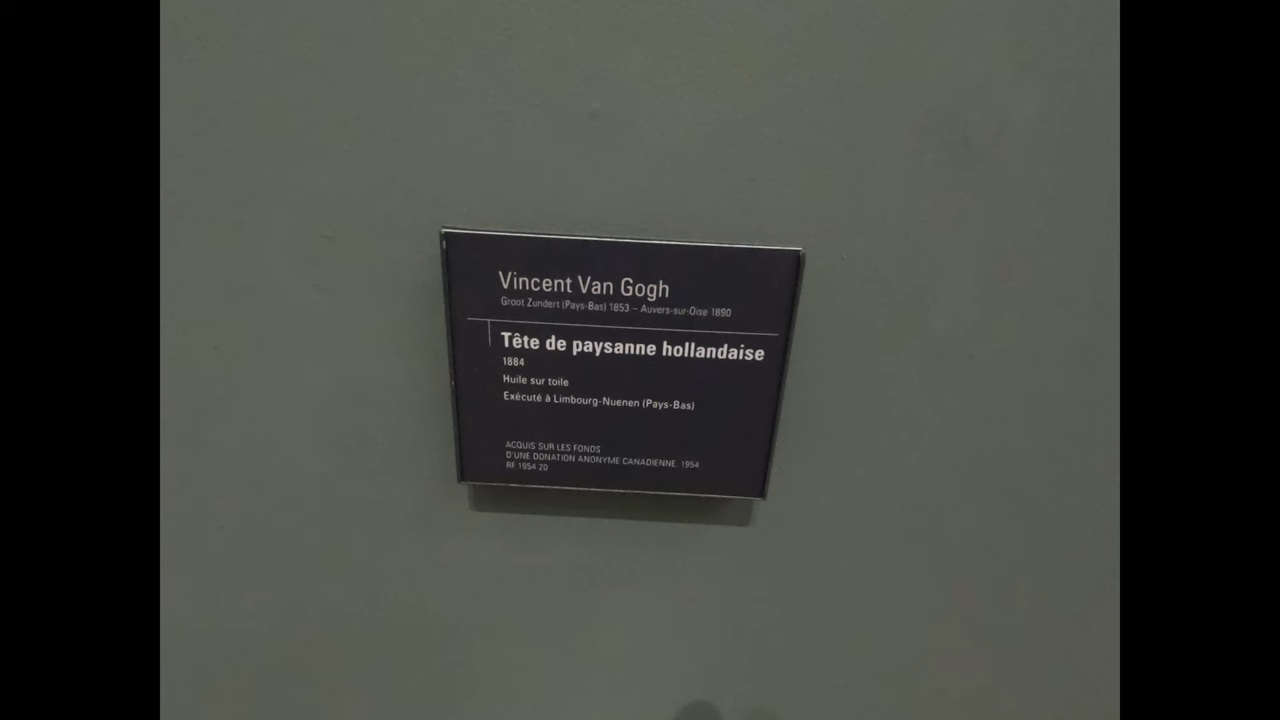 Vincent Van Gogh
Groot Zundert (Pays-Bas) 1853 – Auvers-sur-Oise 1890
Tête de paysanne hollandaise
1884
Huile sur toile
Exécuté à Limbourg-Nuenen (Pays-Bas)
ACQUIS SUR LES FONDS
D'UNE DONATION ANONYME CANADIENNE, 1954
RF 1954 20